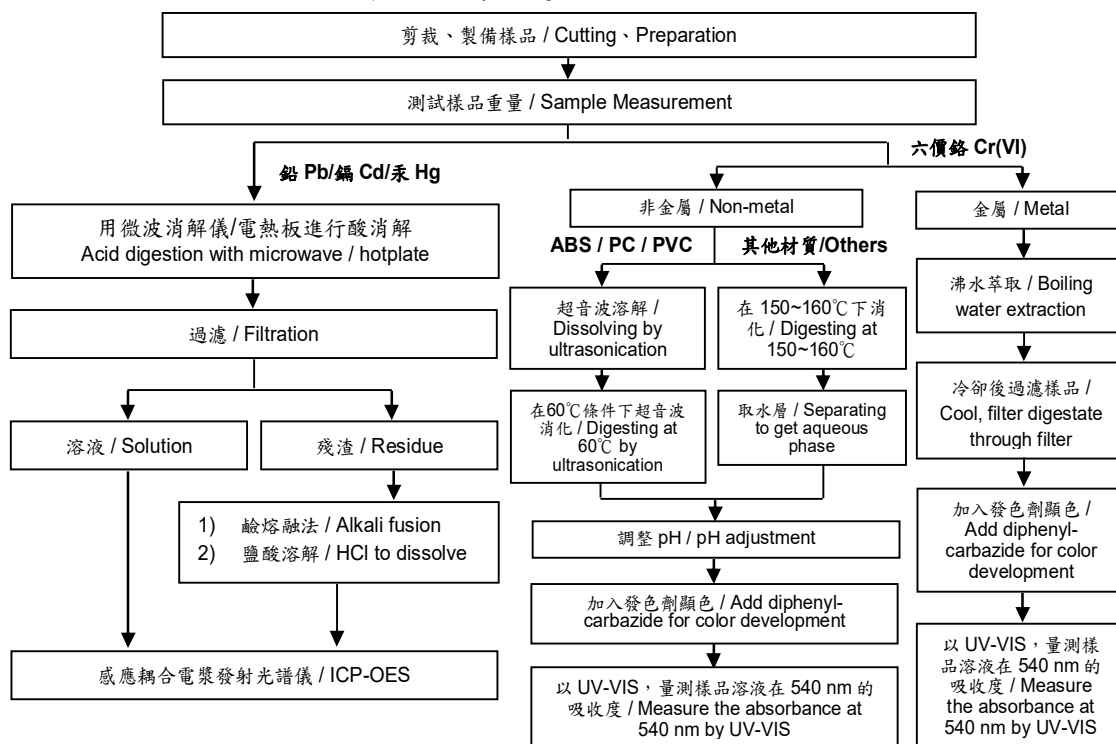 剪裁、製備樣品 / Cutting、Preparation
測試樣品重量 / Sample Measurement
鉛 Pb/鎘 Cd/汞 Hg
用微波消解儀/電熱板進行酸消解
Acid digestion with microwave / hotplate
過濾 / Filtration
溶液 / Solution
殘渣 / Residue
1) 鹼熔融法 / Alkali fusion
2) 鹽酸溶解 / HCl to dissolve
感應耦合電漿發射光譜儀 / ICP-OES
六價鉻 Cr(VI)
非金屬 / Non-metal
ABS / PC / PVC
其他材質/Others
超音波溶解 /
Dissolving by
ultrasonication
在60℃條件下超音波
消化 / Digesting at
60℃ by
ultrasonication
在 150~160℃下消
化 / Digesting at
150~160℃
取水層 / Separating
to get aqueous
phase
調整 pH / pH adjustment
加入發色劑顯色 / Add diphenyl-
carbazide for color development
以 UV-VIS，量測樣品溶液在 540 nm 的
吸收度 / Measure the absorbance at
540 nm by UV-VIS
金屬 / Metal
沸水萃取 / Boiling
water extraction
冷卻後過濾樣品 /
Cool, filter digestate
through filter
加入發色劑顯色 /
Add diphenyl-
carbazide for color
development
以 UV-VIS，量測樣
品溶液在 540 nm 的
吸收度 / Measure
the absorbance at
540 nm by UV-VIS